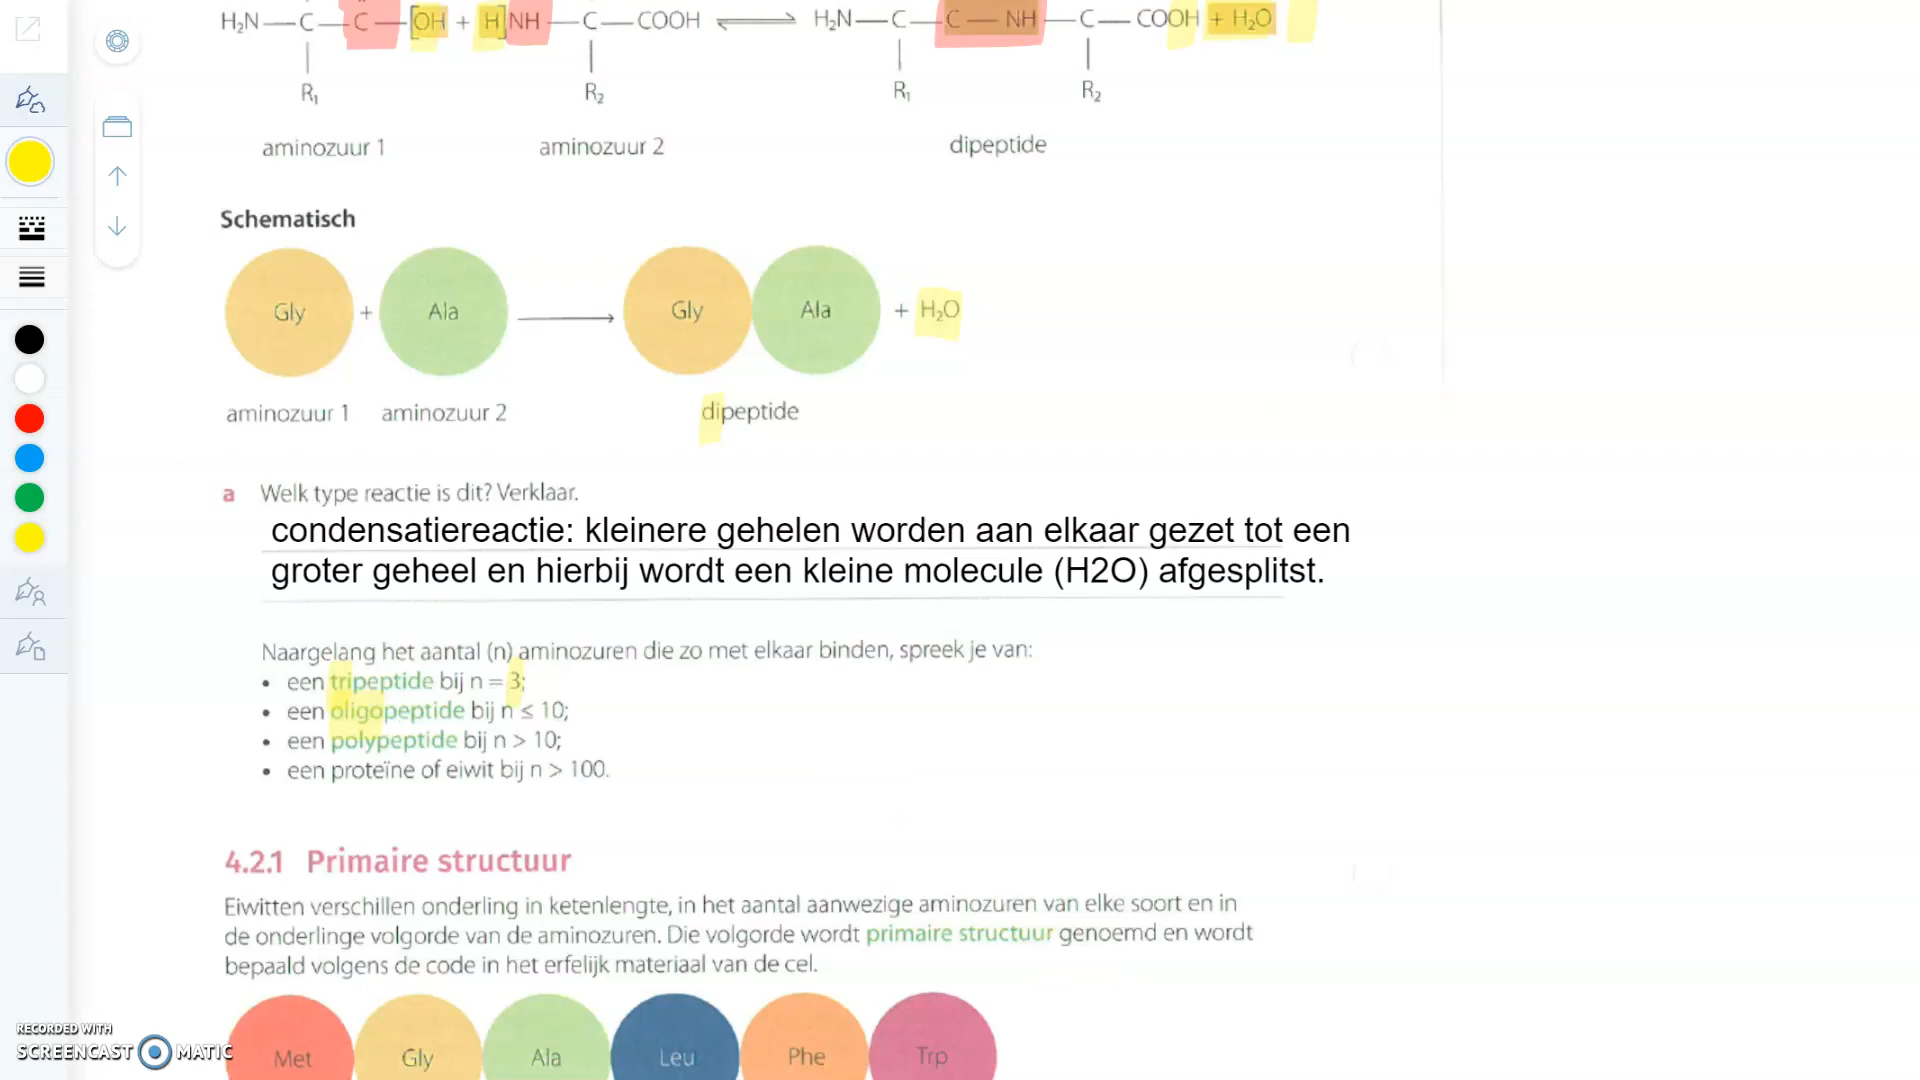 H₂N—C—C—[OH + H]NH—C—COOH ⇌ H₂N—C—C—NH—C—COOH + H₂O
R₁ R₂ R₁ R₂
aminozuur 1 aminozuur 2 dipeptide
Schematisch
Gly + Ala → Gly Ala + H₂O
aminozuur 1 aminozuur 2 dipeptide
a Welk type reactie is dit? Verklaar.
condensatiereactie: kleinere gehelen worden aan elkaar gezet tot een
groter geheel en hierbij wordt een kleine molecule (H2O) afgesplitst.
Naargelang het aantal (n) aminozuren die zo met elkaar binden, spreek je van:
• een tripeptide bij n = 3;
• een oligopeptide bij n ≤ 10;
• een polypeptide bij n > 10;
• een proteïne of eiwit bij n > 100.
4.2.1 Primaire structuur
Eiwitten verschillen onderling in ketenlengte, in het aantal aanwezige aminozuren van elke soort en in
de onderlinge volgorde van de aminozuren. Die volgorde wordt primaire structuur genoemd en wordt
bepaald volgens de code in het erfelijk materiaal van de cel.
Met Gly Ala Leu Phe Trp
RECORDED WITH
SCREENCAST MATIC